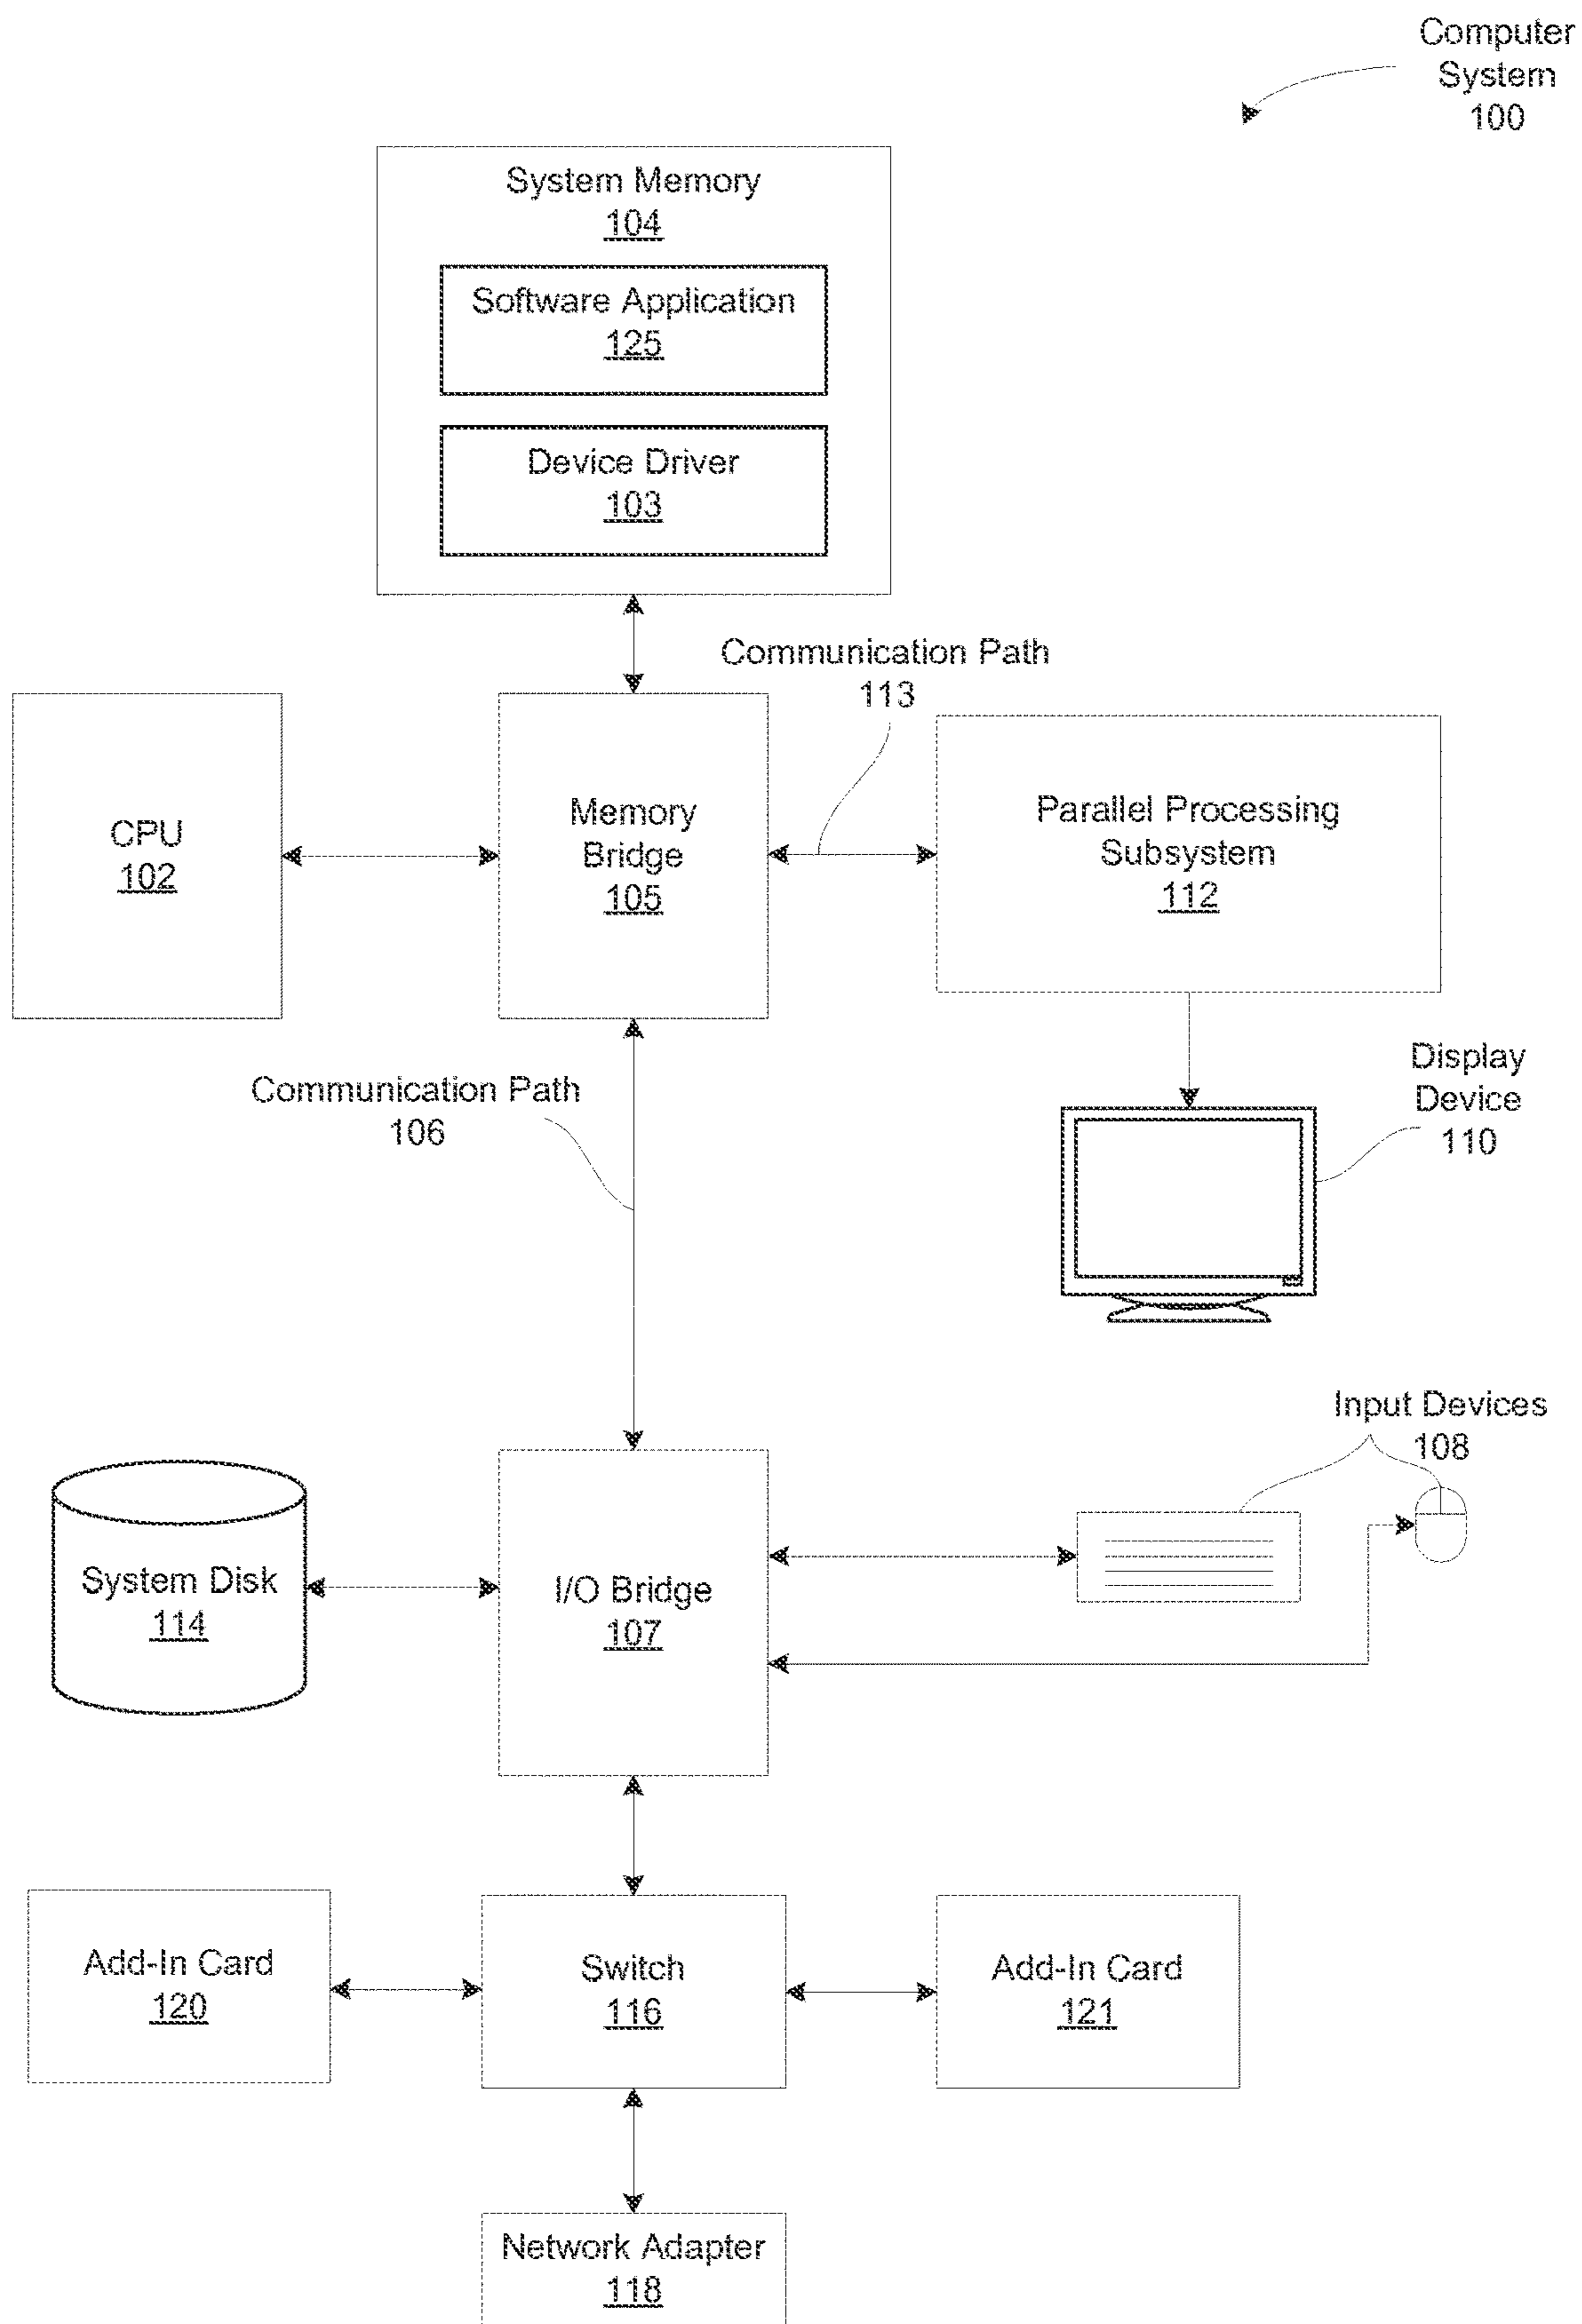 Computer
System
100
System Memory
104
Software Application
125
Device Driver
103
Communication Path
113
CPU
102
Memory
Bridge
105
Parallel Processing
Subsystem
112
Communication Path
106
Display
Device
110
Input Devices
108
System Disk
114
I/O Bridge
107
Add-In Card
120
Switch
116
Add-In Card
121
Network Adapter
118